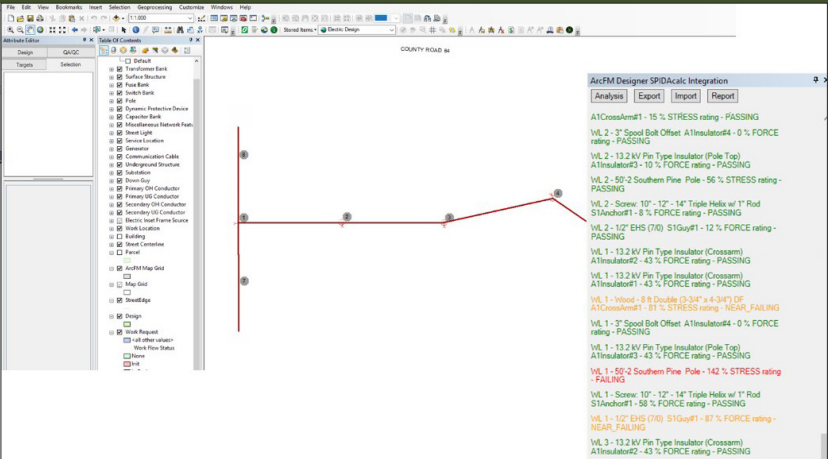 File Edit View Bookmarks Insert Selection Geoprocessing Customize Windows Help
1:1,000
Stored Items
Electric Design
Attribute Editor
Design QA/QC
Targets Selection
Table Of Contents
Default
Transformer Bank
Surface Structure
Fuse Bank
Switch Bank
Pole
Dynamic Protective Device
Capacitor Bank
Miscellaneous Network Featu
Street Light
Service Location
Generator
Communication Cable
Underground Structure
Substation
Down Guy
Primary OH Conductor
Primary UG Conductor
Secondary OH Conductor
Secondary UG Conductor
Electric Inset Frame Source
Work Location
Building
Street Centerline
Parcel
ArcFM Map Grid
Map Grid
StreetEdge
Design
Work Request
<all other values>
Work Flow Status
None
Init
COUNTY ROAD 64
6
1
2
3
4
7
ArcFM Designer SPIDAcalc Integration
Analysis Export Import Report
A1CrossArm#1 - 15 % STRESS rating - PASSING
WL 2 - 3" Spool Bolt Offset A1Insulator#4 - 0 % FORCE
rating - PASSING
WL 2 - 13.2 kV Pin Type Insulator (Pole Top)
A1Insulator#3 - 10 % FORCE rating - PASSING
WL 2 - 50'-2 Southern Pine Pole - 56 % STRESS rating -
PASSING
WL 2 - Screw: 10" - 12" - 14" Triple Helix w/ 1" Rod
S1Anchor#1 - 8 % FORCE rating - PASSING
WL 2 - 1/2" EHS (7/0) S1Guy#1 - 12 % FORCE rating -
PASSING
WL 1 - 13.2 kV Pin Type Insulator (Crossarm)
A1Insulator#2 - 43 % FORCE rating - PASSING
WL 1 - 13.2 kV Pin Type Insulator (Crossarm)
A1Insulator#1 - 43 % FORCE rating - PASSING
WL 1 - Wood - 8 ft Double (3-3/4" x 4-3/4") DF
A1CrossArm#1 - 81 % STRESS rating - NEAR_FAILING
WL 1 - 3" Spool Bolt Offset A1Insulator#4 - 0 % FORCE
rating - PASSING
WL 1 - 13.2 kV Pin Type Insulator (Pole Top)
A1Insulator#3 - 43 % FORCE rating - PASSING
WL 1 - 50'-2 Southern Pine Pole - 142 % STRESS rating
- FAILING
WL 1 - Screw: 10" - 12" - 14" Triple Helix w/ 1" Rod
S1Anchor#1 - 58 % FORCE rating - PASSING
WL 1 - 1/2" EHS (7/0) S1Guy#1 - 87 % FORCE rating -
NEAR_FAILING
WL 3 - 13.2 kV Pin Type Insulator (Crossarm)
A1Insulator#2 - 43 % FORCE rating - PASSING